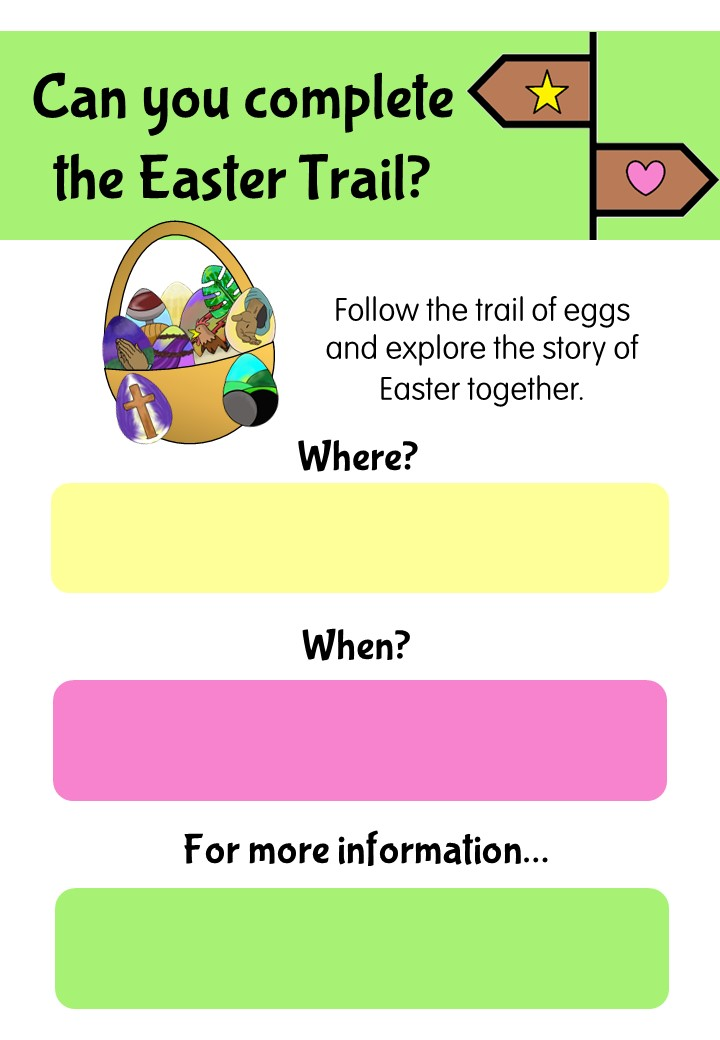 Can you complete
the Easter Trail?
Follow the trail of eggs
and explore the story of
Easter together.
Where?
When?
For more information...